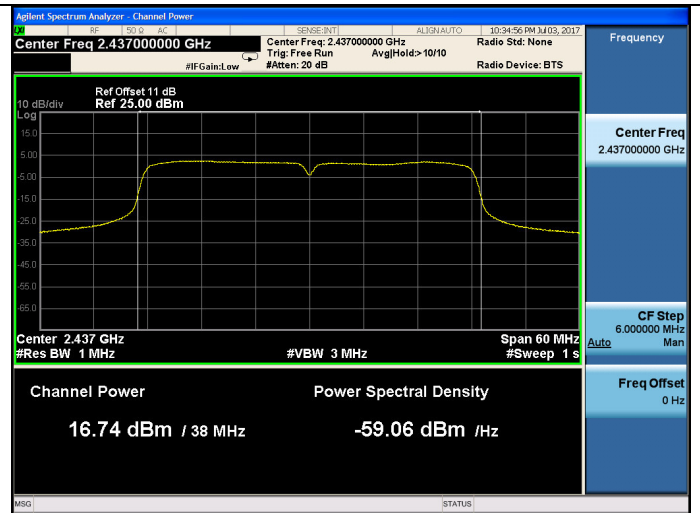 Agilent Spectrum Analyzer - Channel Power
LXI RF 50 Ω AC SENSE:INT ALIGN AUTO 10:34:56 PM Jul 03, 2017
Center Freq 2.437000000 GHz
Center Freq: 2.437000000 GHz Radio Std: None
Trig: Free Run Avg|Hold:>10/10
#IFGain:Low #Atten: 20 dB Radio Device: BTS
Ref Offset 11 dB
10 dB/div Ref 25.00 dBm
Log
15.0
5.00
-5.00
-15.0
-25.0
-35.0
-45.0
-55.0
-65.0
Center 2.437 GHz Span 60 MHz
#Res BW 1 MHz #VBW 3 MHz #Sweep 1 s
Channel Power Power Spectral Density
16.74 dBm / 38 MHz -59.06 dBm /Hz
MSG STATUS
Frequency
Center Freq
2.437000000 GHz
CF Step
6.000000 MHz
Auto Man
Freq Offset
0 Hz